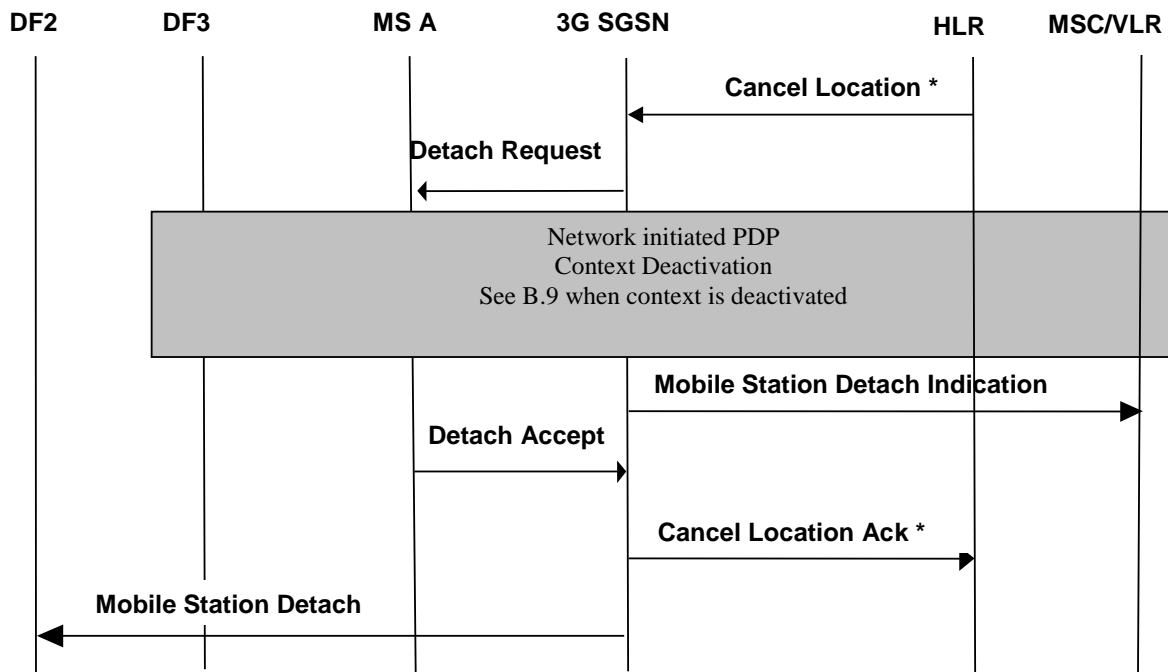 DF2 DF3 MS A 3G SGSN HLR MSC/VLR
Cancel Location *
Detach Request
Network initiated PDP
Context Deactivation
See B.9 when context is deactivated
Mobile Station Detach Indication
Detach Accept
Cancel Location Ack *
Mobile Station Detach